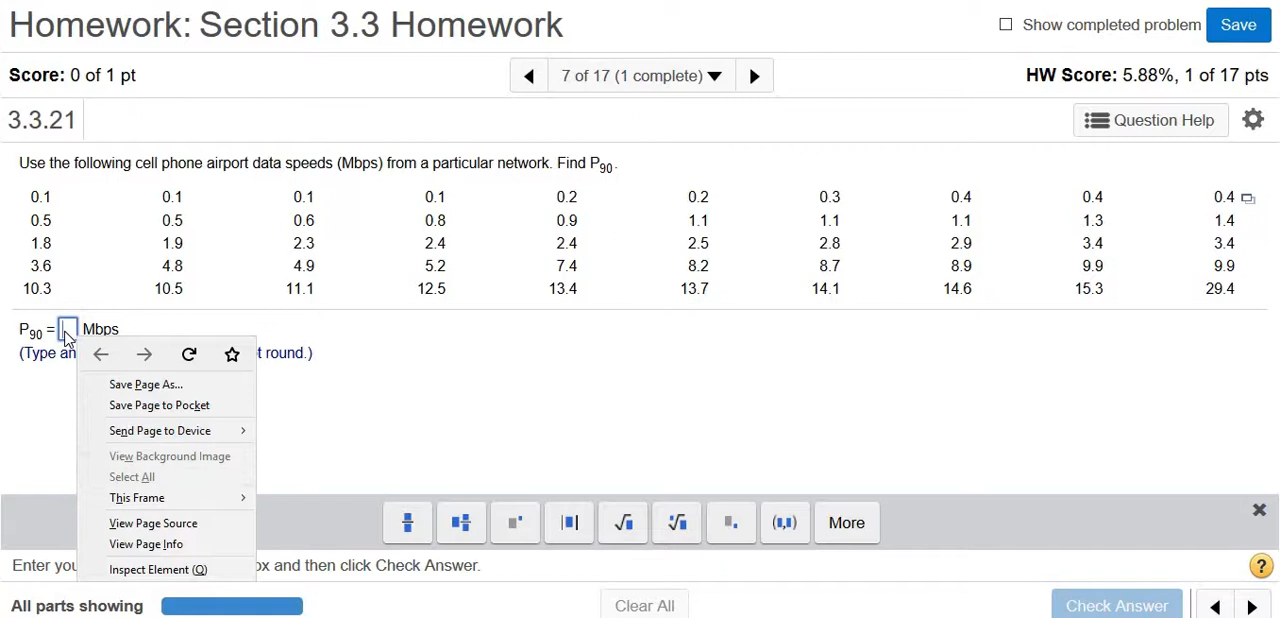 Homework: Section 3.3 Homework
Show completed problem
Save
Score: 0 of 1 pt
7 of 17 (1 complete)
HW Score: 5.88%, 1 of 17 pts
3.3.21
Question Help
Use the following cell phone airport data speeds (Mbps) from a particular network. Find P90.
0.1 0.1 0.1 0.1 0.2 0.2 0.3 0.4 0.4 0.4
0.5 0.5 0.6 0.8 0.9 1.1 1.1 1.1 1.3 1.4
1.8 1.9 2.3 2.4 2.4 2.5 2.8 2.9 3.4 3.4
3.6 4.8 4.9 5.2 7.4 8.2 8.7 8.9 9.9 9.9
10.3 10.5 11.1 12.5 13.4 13.7 14.1 14.6 15.3 29.4
P90 = Mbps
(Type an t round.)
Save Page As...
Save Page to Pocket
Send Page to Device
View Background Image
Select All
This Frame
View Page Source
View Page Info
Inspect Element (Q)
More
Enter you ox and then click Check Answer.
?
All parts showing
Clear All
Check Answer